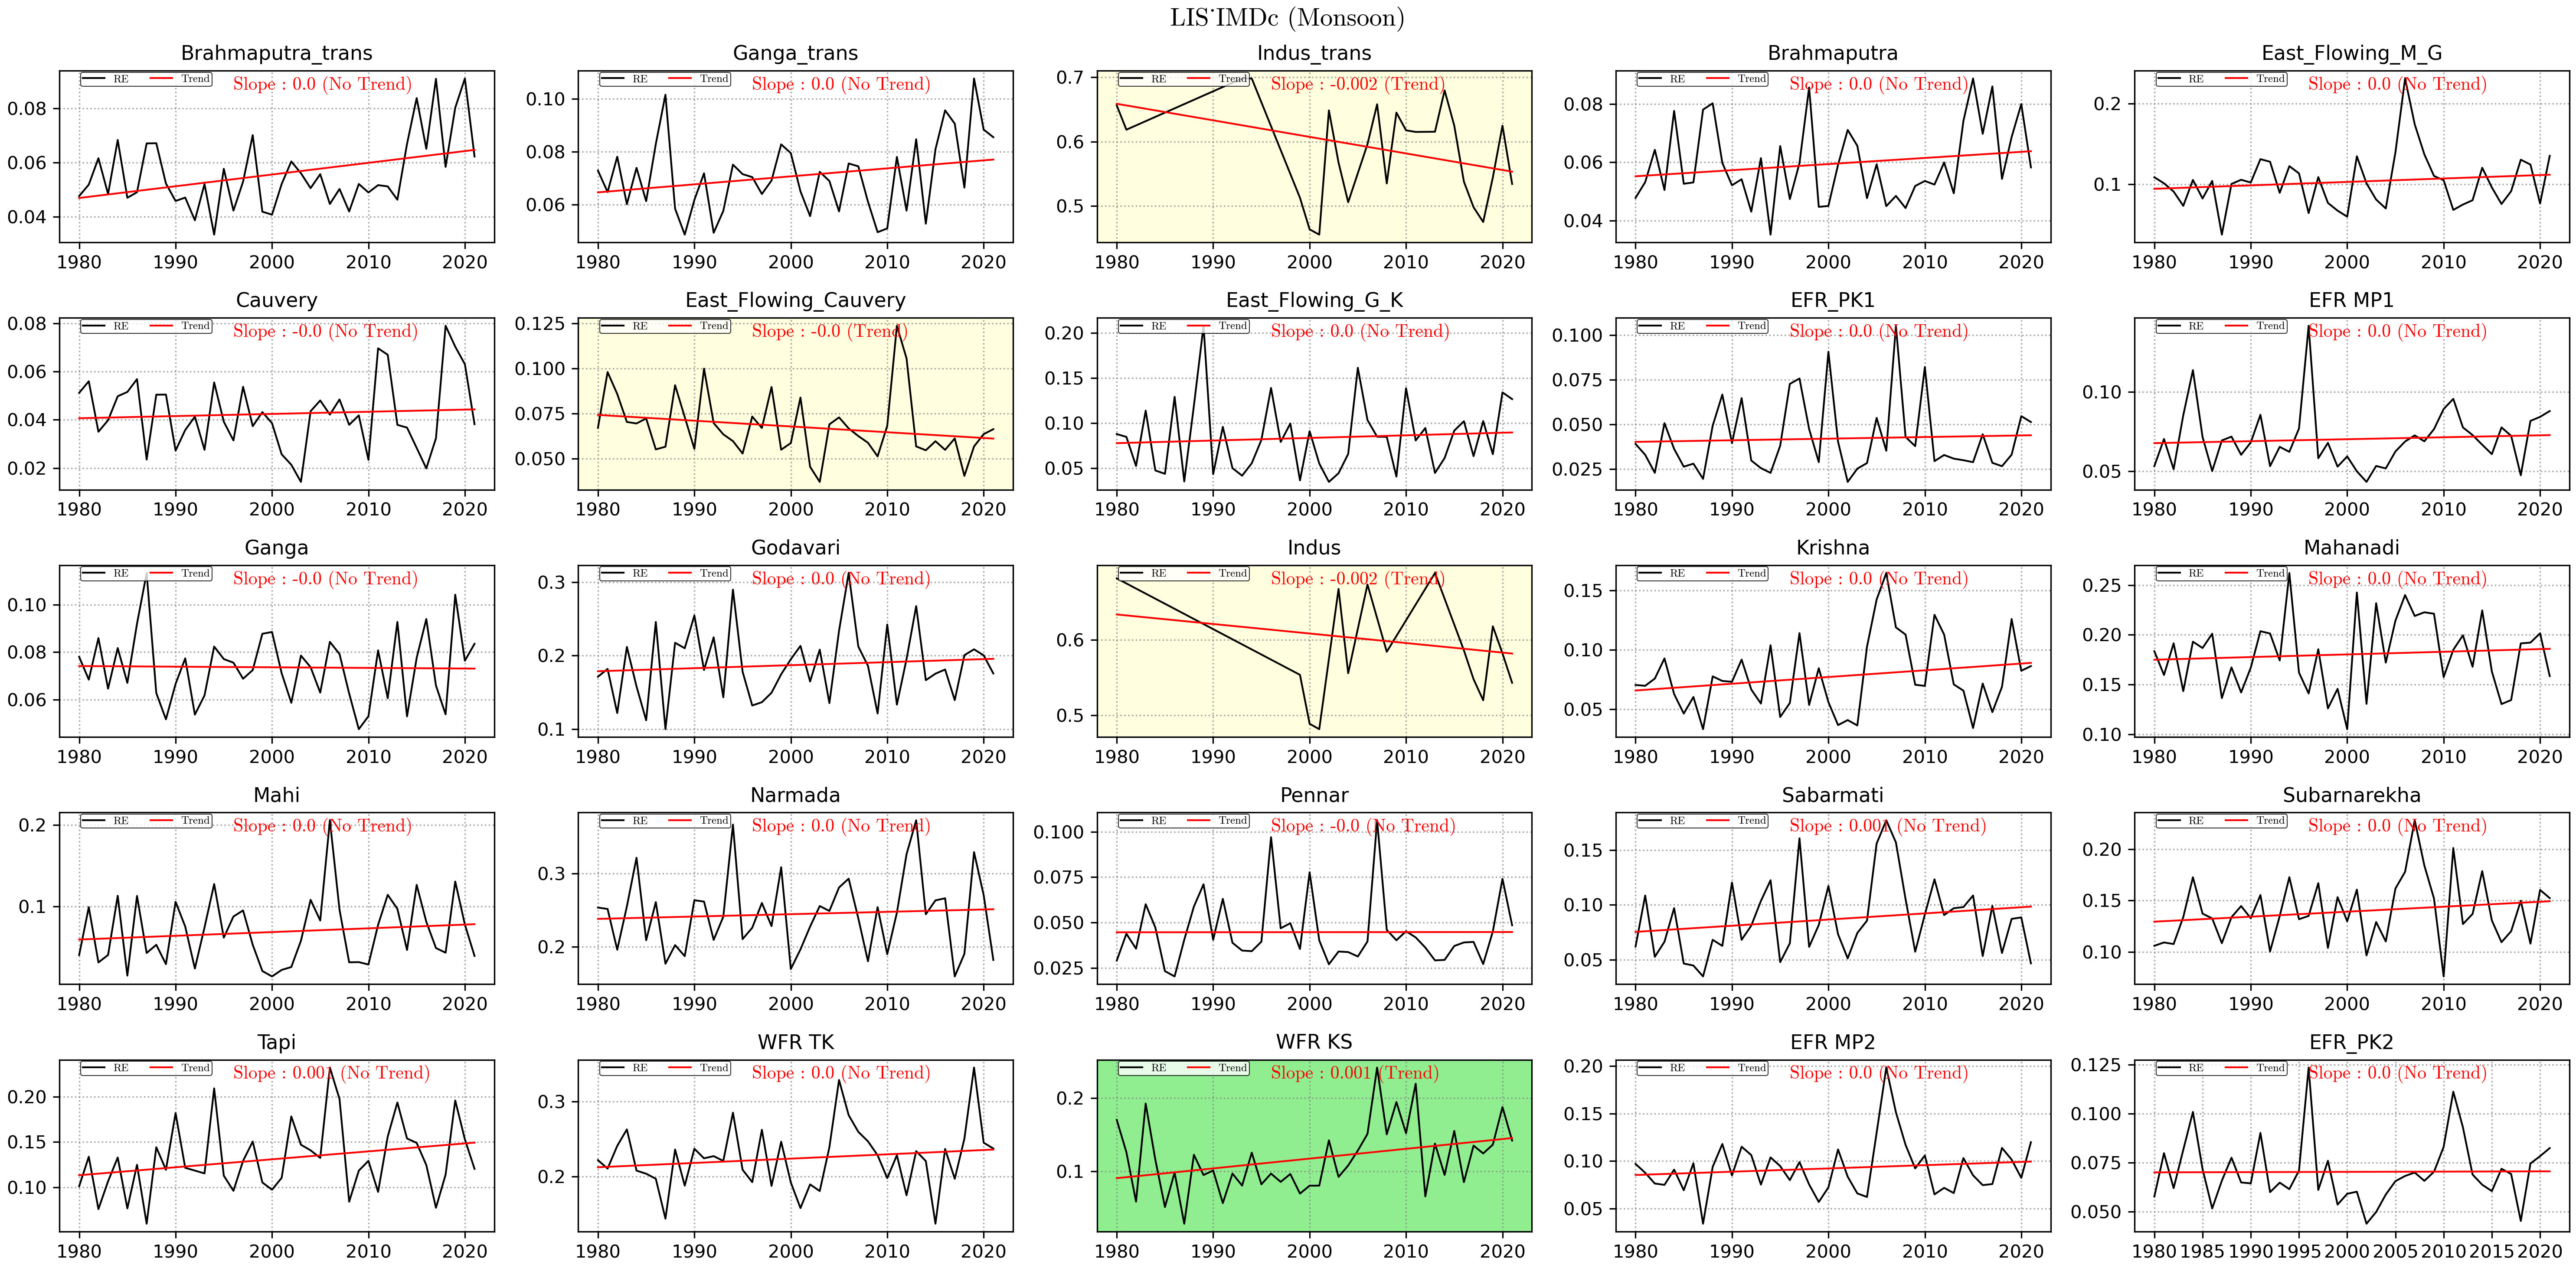 LIS˙IMDc (Monsoon)
Brahmaputra_trans
RE Trend Slope : 0.0 (No Trend)
0.08
0.06
0.04
1980 1990 2000 2010 2020
Ganga_trans
RE Trend Slope : 0.0 (No Trend)
0.10
0.08
0.06
1980 1990 2000 2010 2020
Indus_trans
RE Trend Slope : -0.002 (Trend)
0.7
0.6
0.5
1980 1990 2000 2010 2020
Brahmaputra
RE Trend Slope : 0.0 (No Trend)
0.08
0.06
0.04
1980 1990 2000 2010 2020
East_Flowing_M_G
RE Trend Slope : 0.0 (No Trend)
0.2
0.1
1980 1990 2000 2010 2020
Cauvery
RE Trend Slope : -0.0 (No Trend)
0.08
0.06
0.04
0.02
1980 1990 2000 2010 2020
East_Flowing_Cauvery
RE Trend Slope : -0.0 (Trend)
0.125
0.100
0.075
0.050
1980 1990 2000 2010 2020
East_Flowing_G_K
RE Trend Slope : 0.0 (No Trend)
0.20
0.15
0.10
0.05
1980 1990 2000 2010 2020
EFR_PK1
RE Trend Slope : 0.0 (No Trend)
0.100
0.075
0.050
0.025
1980 1990 2000 2010 2020
EFR MP1
RE Trend Slope : 0.0 (No Trend)
0.10
0.05
1980 1990 2000 2010 2020
Ganga
RE Trend Slope : -0.0 (No Trend)
0.10
0.08
0.06
1980 1990 2000 2010 2020
Godavari
RE Trend Slope : 0.0 (No Trend)
0.3
0.2
0.1
1980 1990 2000 2010 2020
Indus
RE Trend Slope : -0.002 (Trend)
0.6
0.5
1980 1990 2000 2010 2020
Krishna
RE Trend Slope : 0.0 (No Trend)
0.15
0.10
0.05
1980 1990 2000 2010 2020
Mahanadi
RE Trend Slope : 0.0 (No Trend)
0.25
0.20
0.15
0.10
1980 1990 2000 2010 2020
Mahi
RE Trend Slope : 0.0 (No Trend)
0.2
0.1
1980 1990 2000 2010 2020
Narmada
RE Trend Slope : 0.0 (No Trend)
0.3
0.2
1980 1990 2000 2010 2020
Pennar
RE Trend Slope : -0.0 (No Trend)
0.100
0.075
0.050
0.025
1980 1990 2000 2010 2020
Sabarmati
RE Trend Slope : 0.001 (No Trend)
0.15
0.10
0.05
1980 1990 2000 2010 2020
Subarnarekha
RE Trend Slope : 0.0 (No Trend)
0.20
0.15
0.10
1980 1990 2000 2010 2020
Tapi
RE Trend Slope : 0.001 (No Trend)
0.20
0.15
0.10
1980 1990 2000 2010 2020
WFR TK
RE Trend Slope : 0.0 (No Trend)
0.3
0.2
1980 1990 2000 2010 2020
WFR KS
RE Trend Slope : 0.001 (Trend)
0.2
0.1
1980 1990 2000 2010 2020
EFR MP2
RE Trend Slope : 0.0 (No Trend)
0.20
0.15
0.10
0.05
1980 1990 2000 2010 2020
EFR_PK2
RE Trend Slope : 0.0 (No Trend)
0.125
0.100
0.075
0.050
1980 1985 1990 1995 2000 2005 2010 2015 2020